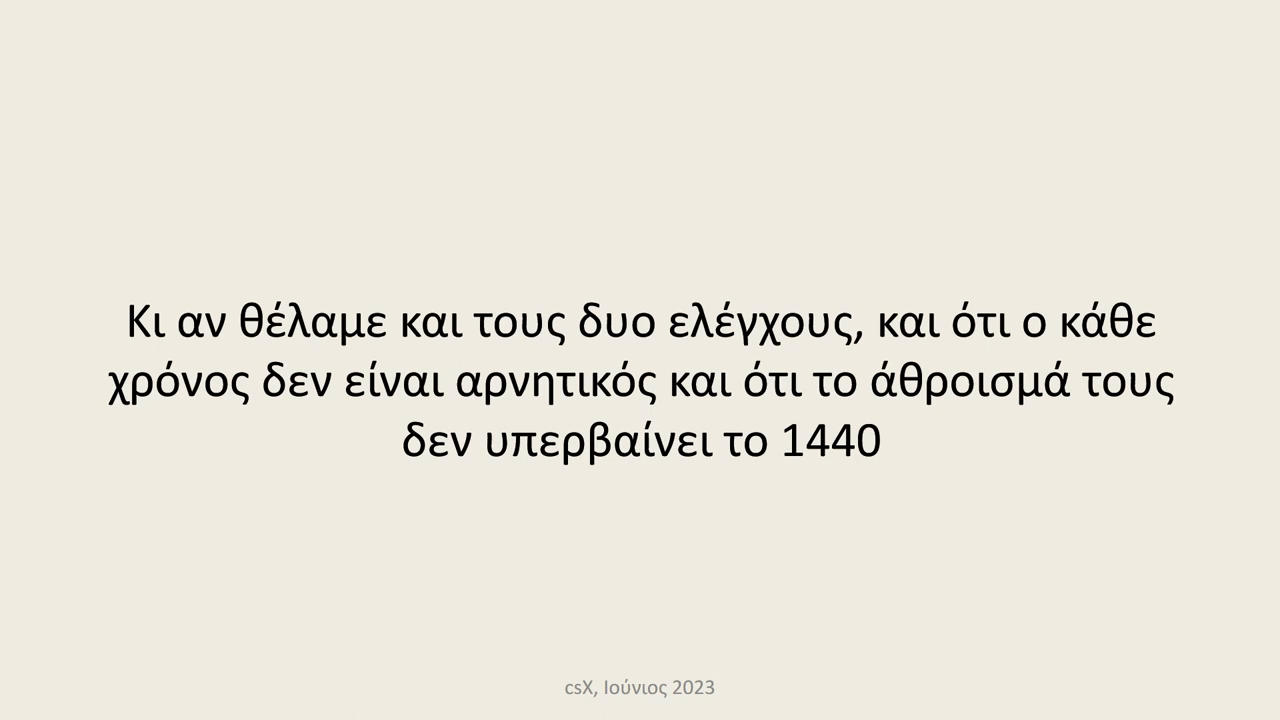 Κι αν θέλαμε και τους δυο ελέγχους, και ότι ο κάθε
χρόνος δεν είναι αρνητικός και ότι το άθροισμά τους
δεν υπερβαίνει το 1440
csX, Ιούνιος 2023